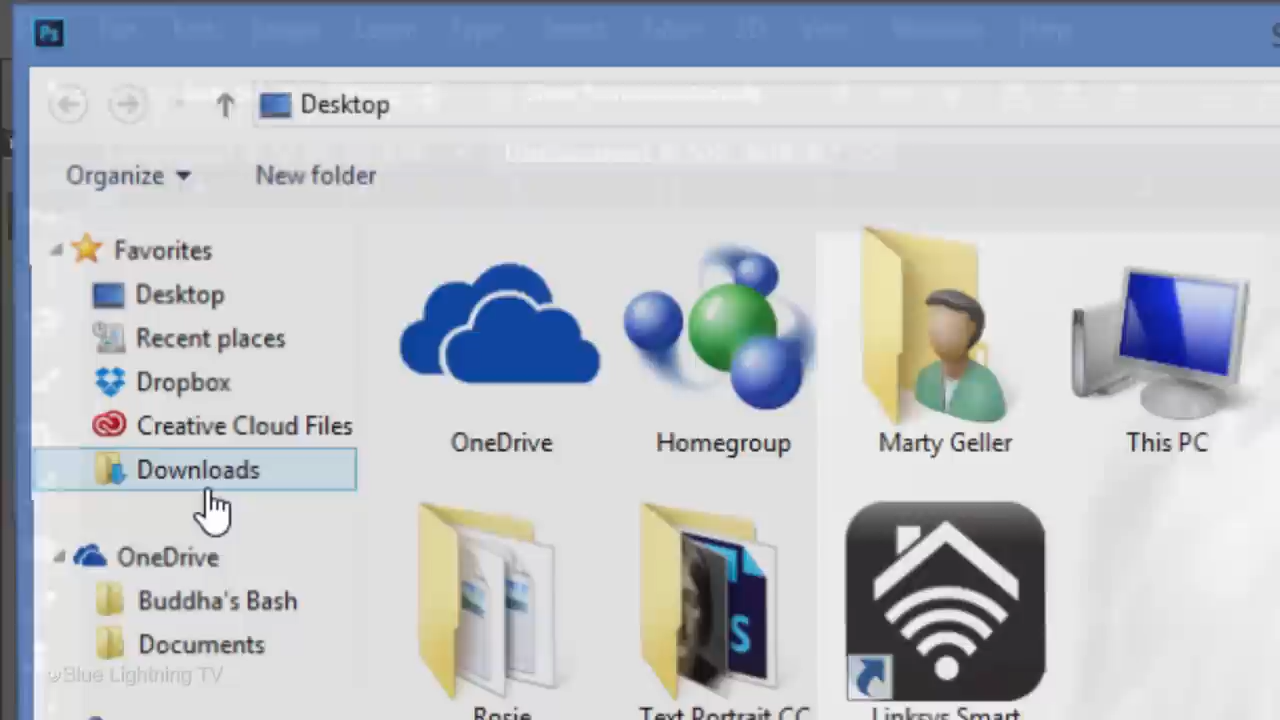 Ps
Desktop
Organize
New folder
Favorites
Desktop
Recent places
Dropbox
Creative Cloud Files
Downloads
OneDrive
Buddha's Bash
Documents
OneDrive
Homegroup
Marty Geller
This PC
Rosie
Text Portrait CC
Linksys Smart
S
©Blue Lightning TV